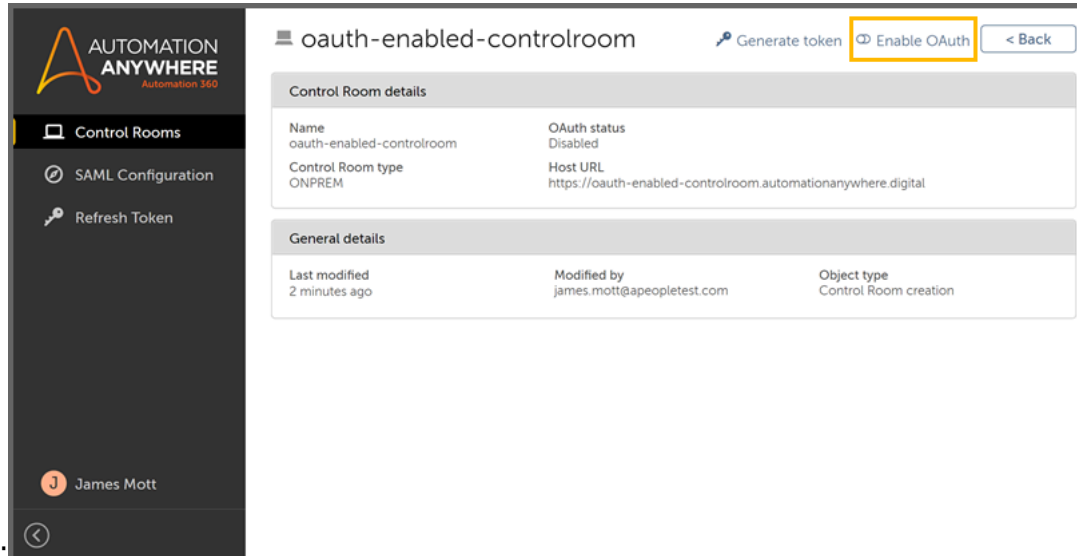 AUTOMATION
ANYWHERE
Automation 360
Control Rooms
SAML Configuration
Refresh Token
J James Mott
oauth-enabled-controlroom
Generate token
Enable OAuth
< Back
Control Room details
Name
oauth-enabled-controlroom
OAuth status
Disabled
Control Room type
ONPREM
Host URL
https://oauth-enabled-controlroom.automationanywhere.digital
General details
Last modified
2 minutes ago
Modified by
james.mott@apeopletest.com
Object type
Control Room creation
.